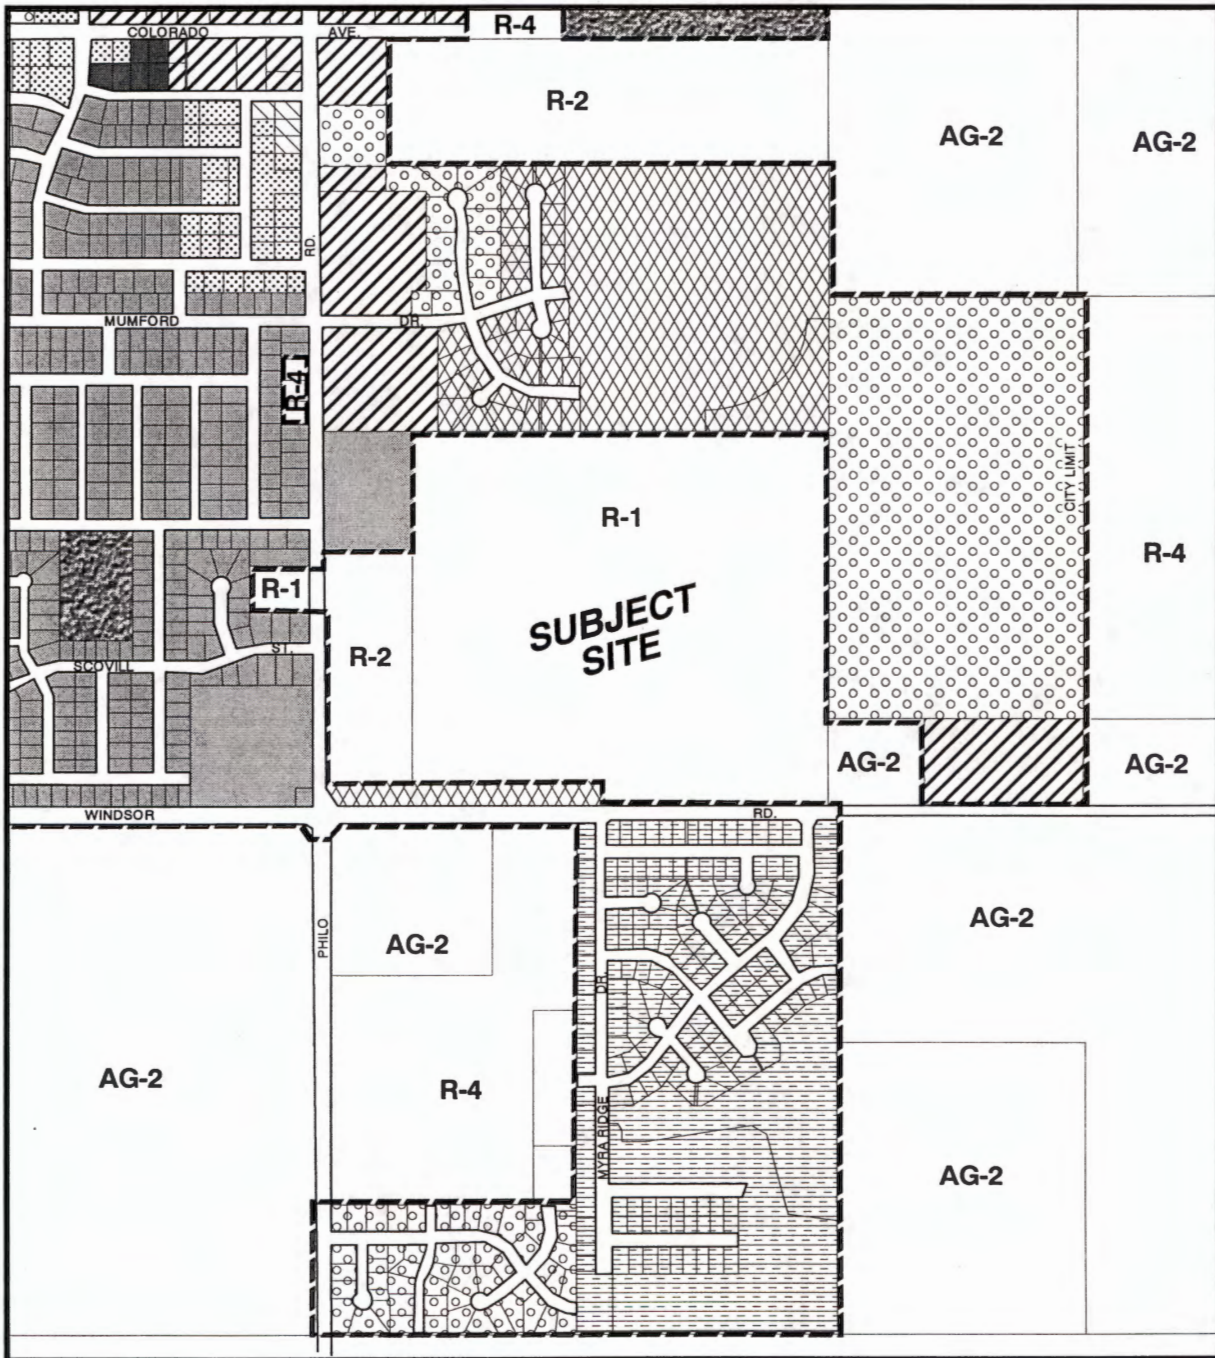 COLORADO AVE.
R-4
R-2
AG-2
AG-2
RD.
MUMFORD DR.
R-4
CITY LIMIT
R-1
R-4
R-1
SUBJECT
SITE
R-2
SCOVILL ST.
AG-2
AG-2
WINDSOR RD.
PHILO
AG-2
AG-2
DR.
AG-2
R-4
MYRA RIDGE
AG-2